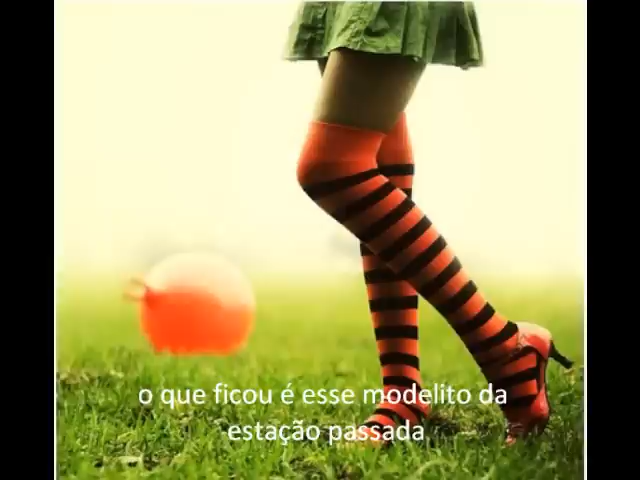 o que ficou é esse modelito da
estação passada